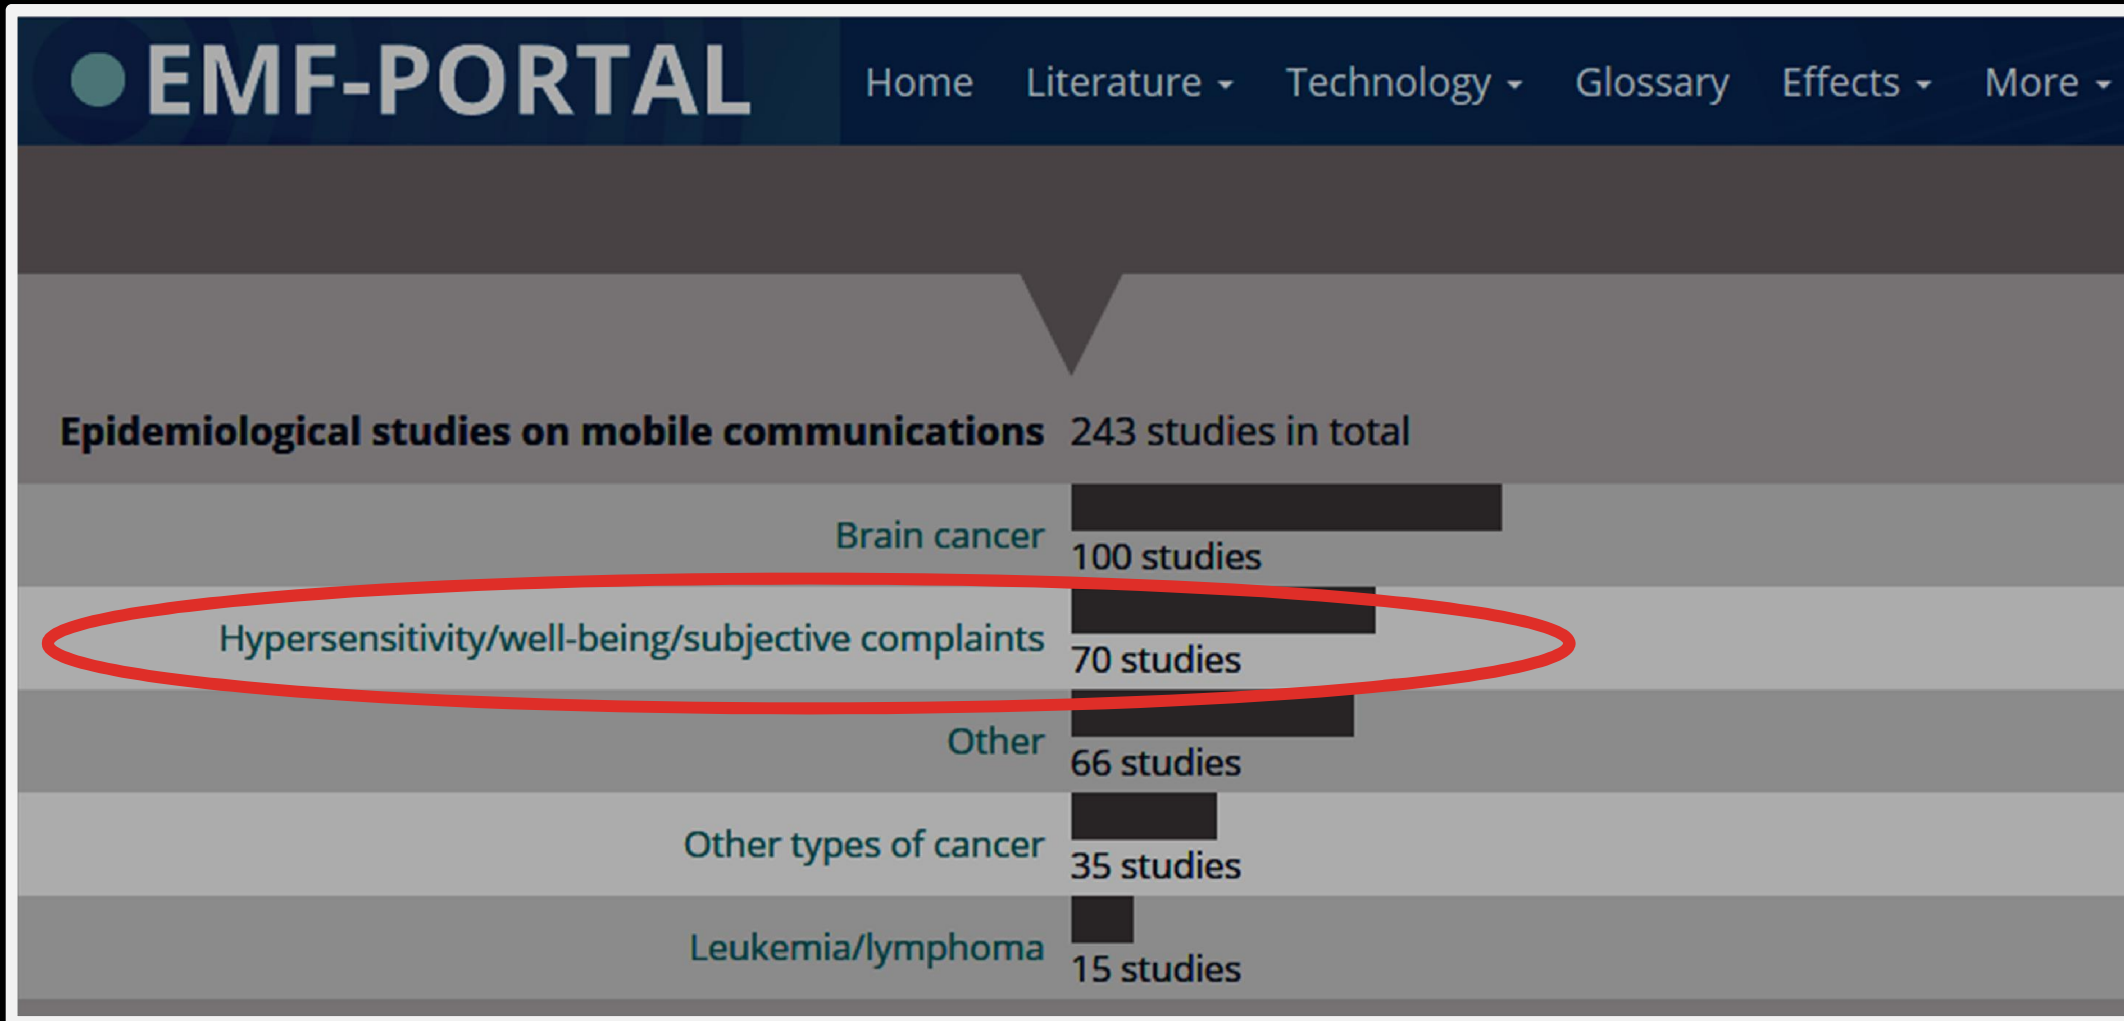 EMF-PORTAL Home Literature Technology Glossary Effects More
Epidemiological studies on mobile communications 243 studies in total
Brain cancer 100 studies
Hypersensitivity/well-being/subjective complaints 70 studies
Other 66 studies
Other types of cancer 35 studies
Leukemia/lymphoma 15 studies